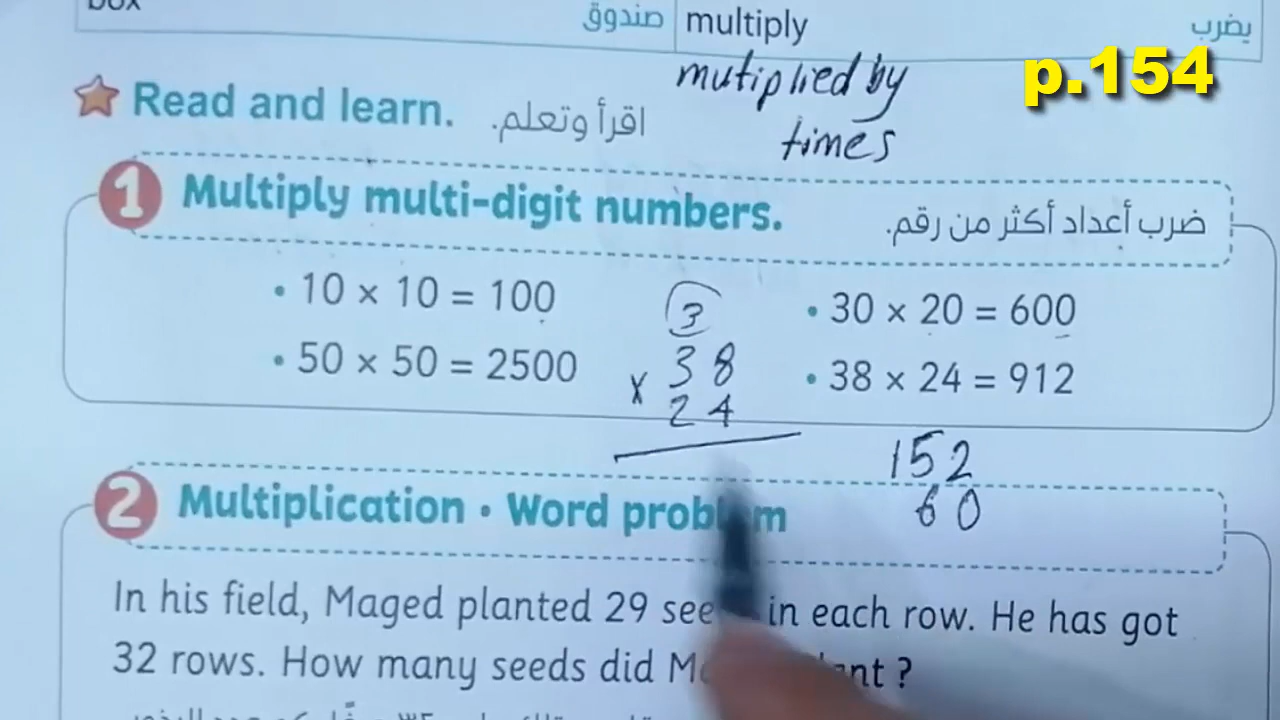 box صندوق multiply يضرب
mutiplied by
times
p.154
Read and learn. اقرأ وتعلم.
1 Multiply multi-digit numbers. ضرب أعداد أكثر من رقم.
• 10 × 10 = 100
• 30 × 20 = 600
• 50 × 50 = 2500
• 38 × 24 = 912
3
38
x 24
152
60
2 Multiplication • Word problem
In his field, Maged planted 29 in each row. He has got
32 rows. How many seeds did ?